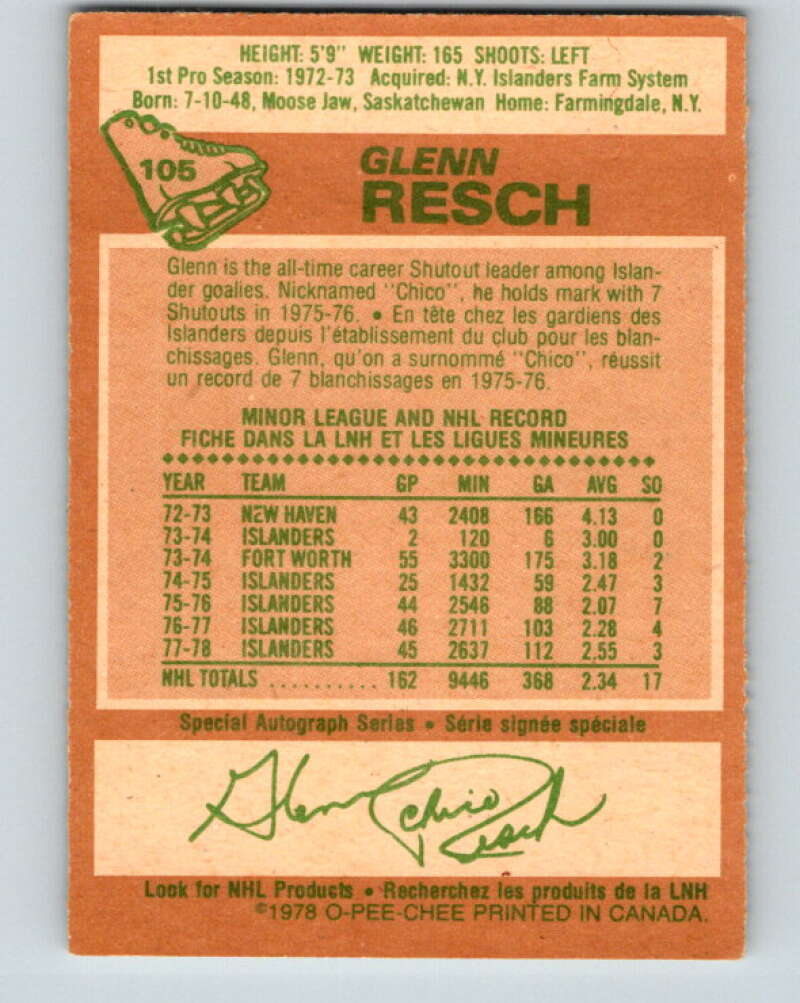 HEIGHT: 5'9" WEIGHT: 165 SHOOTS: LEFT
1st Pro Season: 1972-73 Acquired: N.Y. Islanders Farm System
Born: 7-10-48, Moose Jaw, Saskatchewan Home: Farmingdale, N.Y.
105
GLENN
RESCH
Glenn is the all-time career Shutout leader among Islan-
der goalies. Nicknamed "Chico", he holds mark with 7
Shutouts in 1975-76. • En tête chez les gardiens des
Islanders depuis l'établissement du club pour les blan-
chissages. Glenn, qu'on a surnommé "Chico", réussit
un record de 7 blanchissages en 1975-76.
MINOR LEAGUE AND NHL RECORD
FICHE DANS LA LNH ET LES LIGUES MINEURES
YEAR TEAM GP MIN GA AVG SO
72-73 NEW HAVEN 43 2408 166 4.13 0
73-74 ISLANDERS 2 120 6 3.00 0
73-74 FORT WORTH 55 3300 175 3.18 2
74-75 ISLANDERS 25 1432 59 2.47 3
75-76 ISLANDERS 44 2546 88 2.07 7
76-77 ISLANDERS 46 2711 103 2.28 4
77-78 ISLANDERS 45 2637 112 2.55 3
NHL TOTALS .......... 162 9446 368 2.34 17
Special Autograph Series • Série signée spéciale
Glenn Chico Resch
Look for NHL Products • Recherchez les produits de la LNH
©1978 O-PEE-CHEE PRINTED IN CANADA.